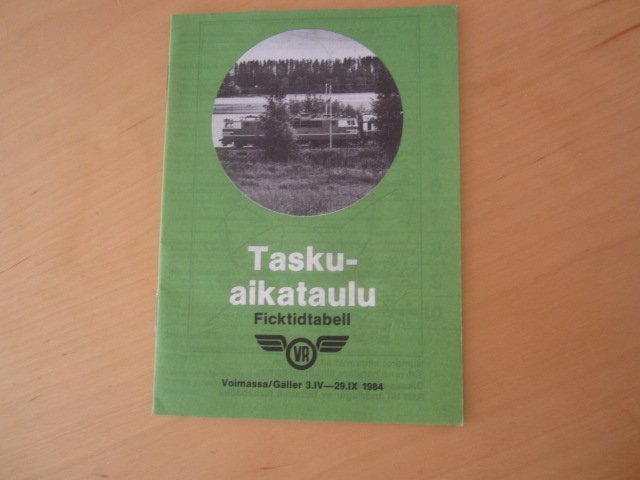 Tasku-
aikataulu
Ficktidtabell
VR
Voimassa/Gäller 3.IV—29.IX 1984